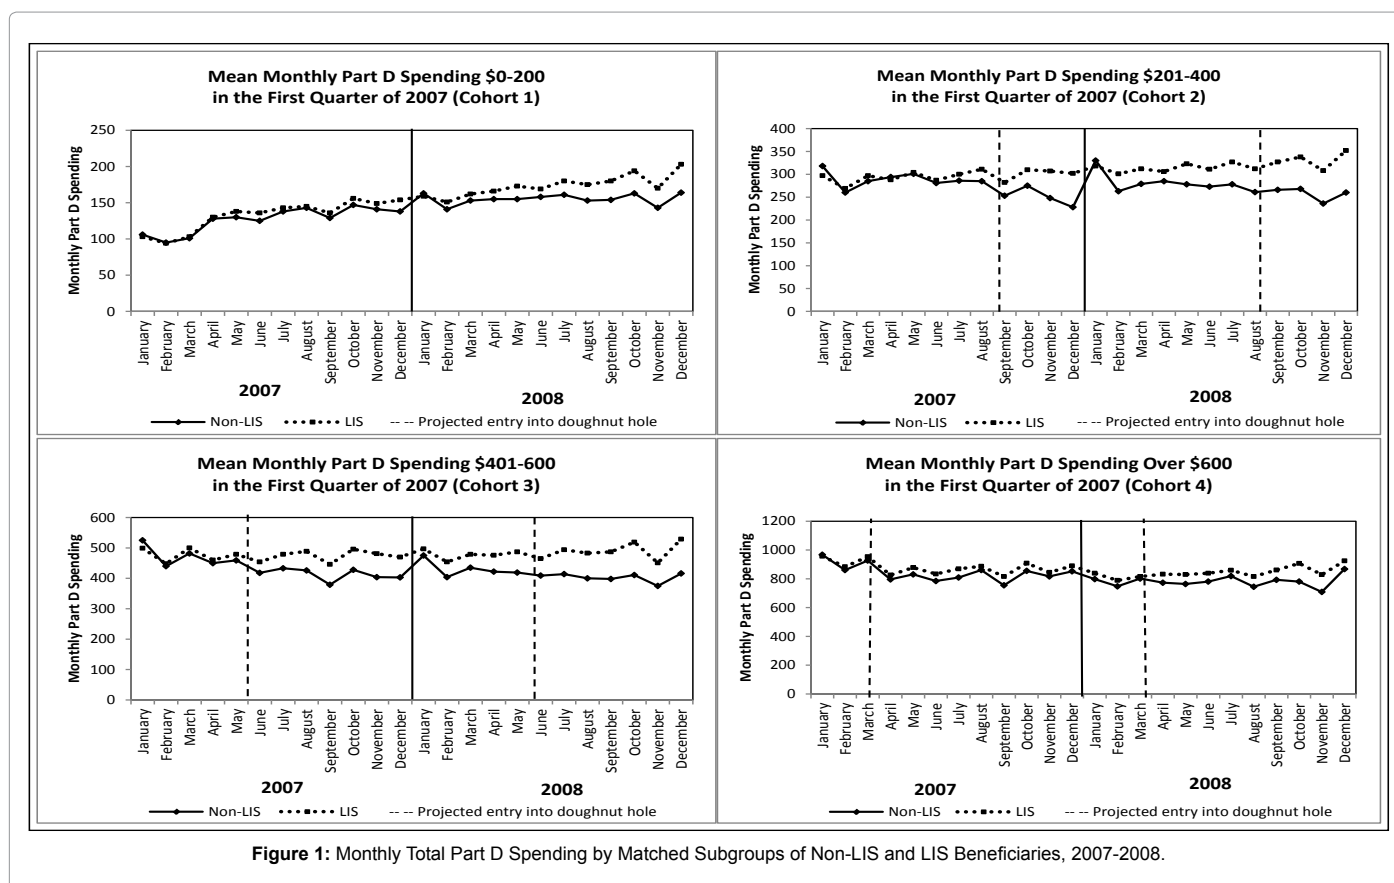 Mean Monthly Part D Spending $0-200
in the First Quarter of 2007 (Cohort 1)
Monthly Part D Spending
250
200
150
100
50
0
January
February
March
April
May
June
July
August
September
October
November
December
January
February
March
April
May
June
July
August
September
October
November
December
2007
2008
Non-LIS
LIS
-- -- Projected entry into doughnut hole
Mean Monthly Part D Spending $201-400
in the First Quarter of 2007 (Cohort 2)
Monthly Part D Spending
400
350
300
250
200
150
100
50
0
January
February
March
April
May
June
July
August
September
October
November
December
January
February
March
April
May
June
July
August
September
October
November
December
2007
2008
Non-LIS
LIS
-- -- Projected entry into doughnut hole
Mean Monthly Part D Spending $401-600
in the First Quarter of 2007 (Cohort 3)
Monthly Part D Spending
600
500
400
300
200
100
0
January
February
March
April
May
June
July
August
September
October
November
December
January
February
March
April
May
June
July
August
September
October
November
December
2007
2008
Non-LIS
LIS
-- -- Projected entry into doughnut hole
Mean Monthly Part D Spending Over $600
in the First Quarter of 2007 (Cohort 4)
Monthly Part D Spending
1200
1000
800
600
400
200
0
January
February
March
April
May
June
July
August
September
October
November
December
January
February
March
April
May
June
July
August
September
October
November
December
2007
2008
Non-LIS
LIS
-- -- Projected entry into doughnut hole
Figure 1: Monthly Total Part D Spending by Matched Subgroups of Non-LIS and LIS Beneficiaries, 2007-2008.